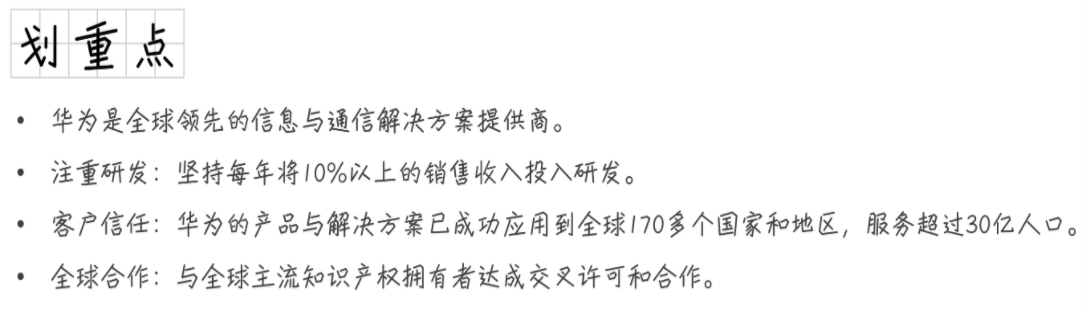 划重点
• 华为是全球领先的信息与通信解决方案提供商。
• 注重研发：坚持每年将10%以上的销售收入投入研发。
• 客户信任：华为的产品与解决方案已成功应用到全球170多个国家和地区，服务超过30亿人口。
• 全球合作：与全球主流知识产权拥有者达成交叉许可和合作。